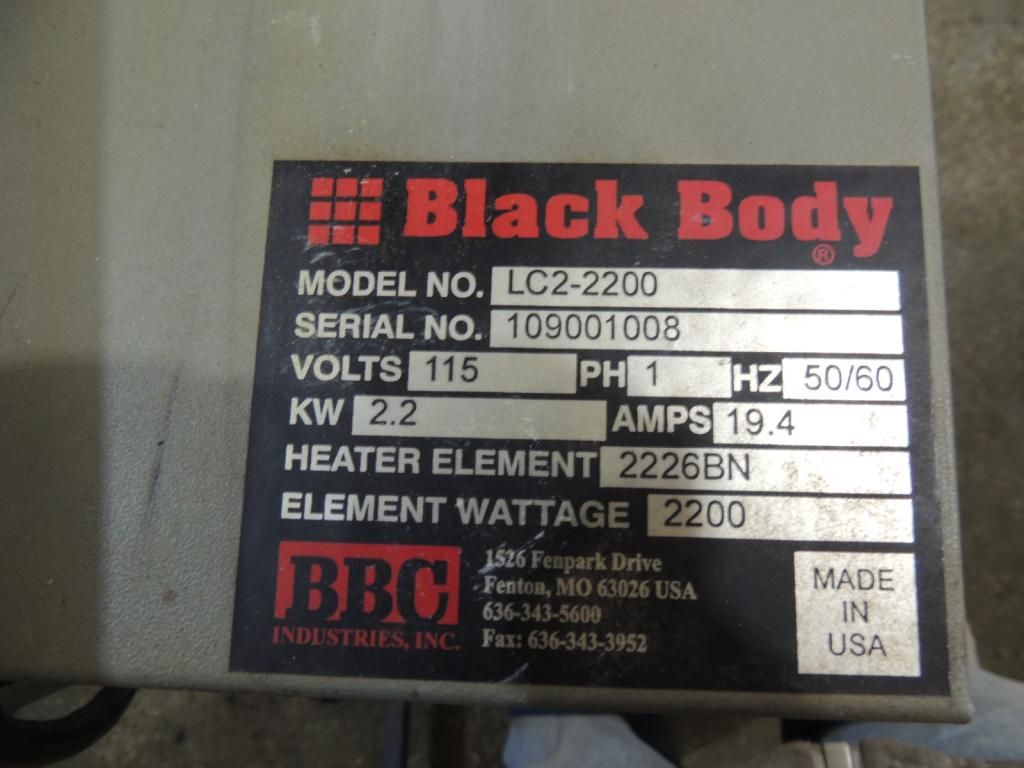 Black Body®
MODEL NO. LC2-2200
SERIAL NO. 109001008
VOLTS 115 PH 1 HZ 50/60
KW 2.2 AMPS 19.4
HEATER ELEMENT 2226BN
ELEMENT WATTAGE 2200
BBC
INDUSTRIES, INC.
1526 Fenpark Drive
Fenton, MO 63026 USA
636-343-5600
Fax: 636-343-3952
MADE
IN
USA